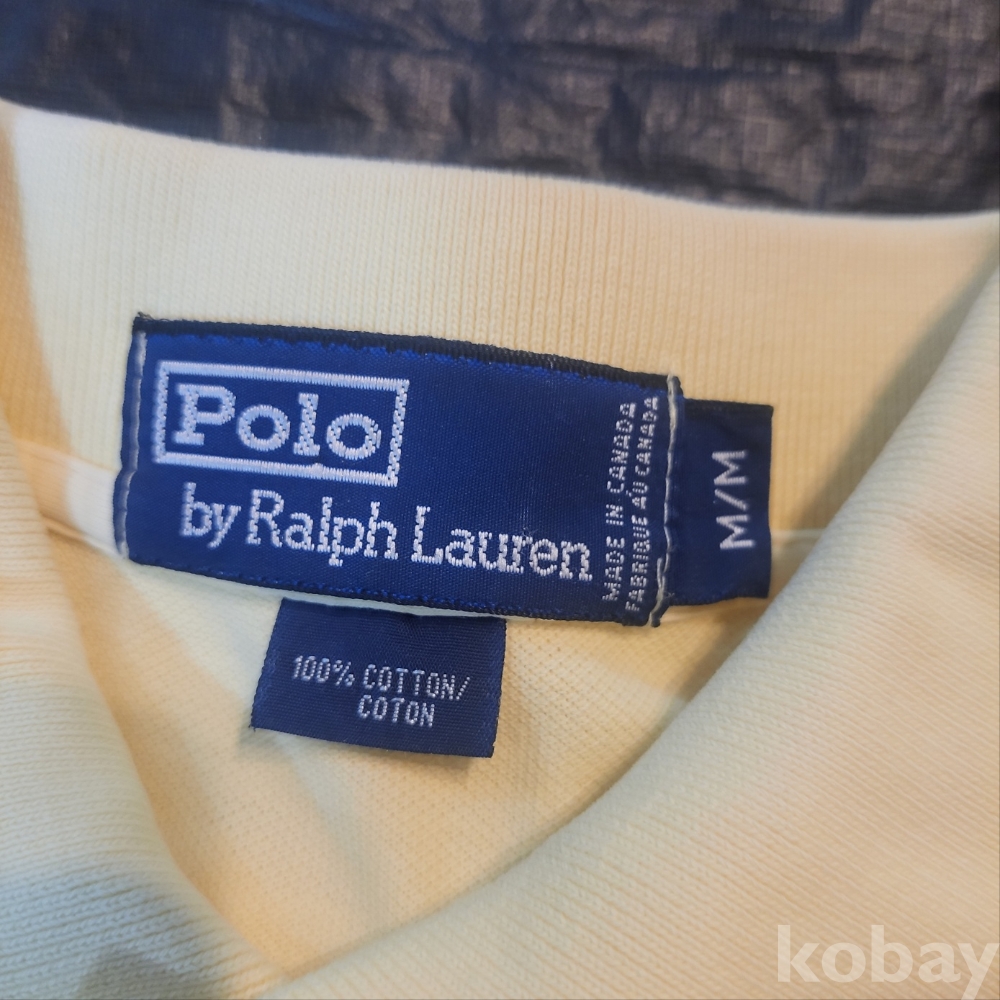 Polo
by Ralph Lauren
MADE IN CANADA
FABRIQUE AU CANADA
M/M
100% COTTON/
COTON
kobay